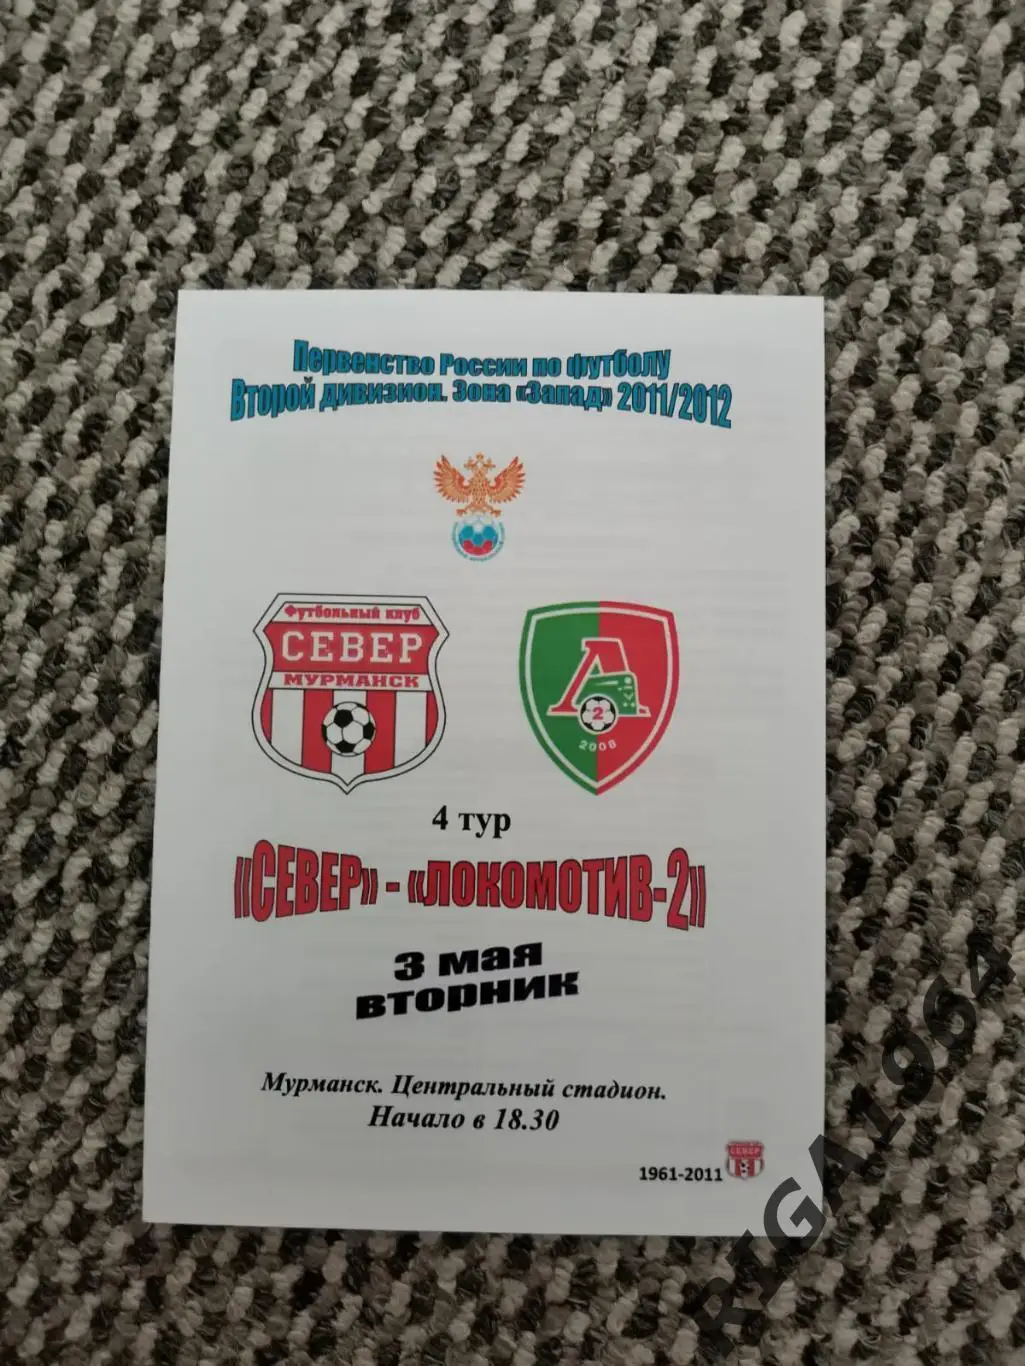 Первенство России по футболу
Второй дивизион. Зона «Запад» 2011/2012
Футбольный клуб
СЕВЕР
МУРМАНСК
Л
2
2008
4 тур
«СЕВЕР» - «ЛОКОМОТИВ-2»
3 мая
вторник
Мурманск. Центральный стадион.
Начало в 18.30
1961-2011
СЕВЕР
RIGA1964